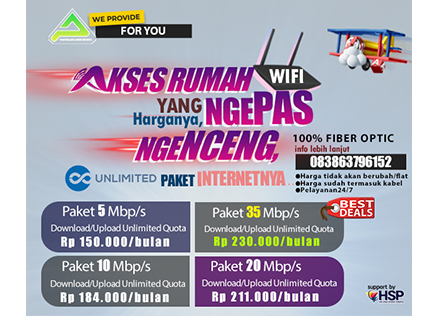 WE PROVIDE
FOR YOU
AKSES RUMAH WIFI
YANG
Harganya, NGEPAS
NGENCENG,
100% FIBER OPTIC
info lebih lanjut
083863796152
UNLIMITED PAKET INTERNETNYA...
Harga tidak akan berubah/flat
Harga sudah termasuk kabel
Pelayanan24/7
BEST
DEALS
Paket 5 Mbp/s
Download/Upload Unlimited Quota
Rp 150.000/bulan
Paket 35 Mbp/s
Download/Upload Unlimited Quota
Rp 230.000/bulan
Paket 10 Mbp/s
Download/Upload Unlimited Quota
Rp 184.000/bulan
Paket 20 Mbp/s
Download/Upload Unlimited Quota
Rp 211.000/bulan
support by
HSP